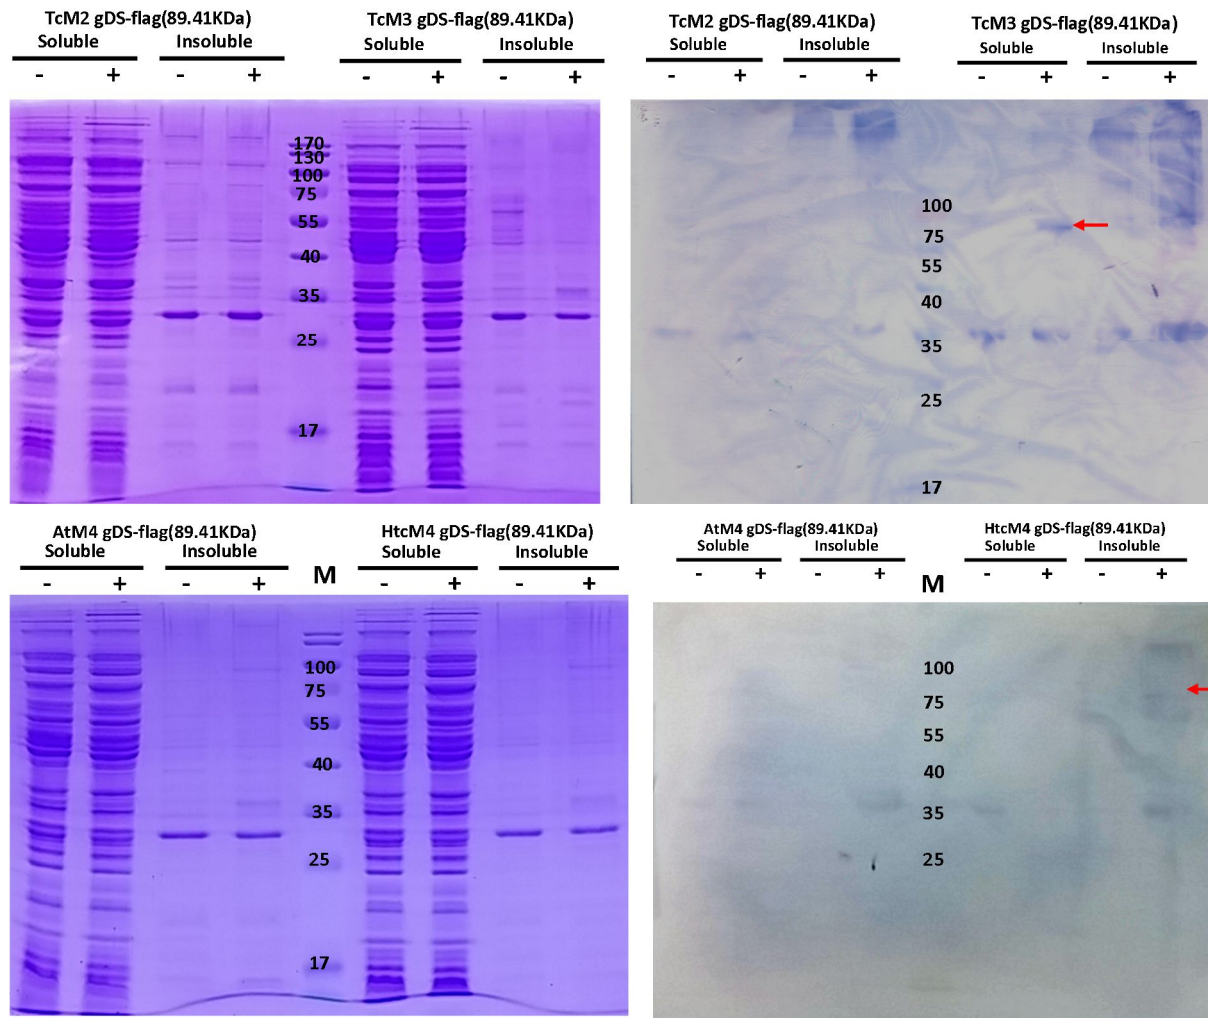 TcM2 gDS-flag(89.41KDa)
Soluble Insoluble
- + - +
TcM3 gDS-flag(89.41KDa)
Soluble Insoluble
- + - +
170
130
100
75
55
40
35
25
17
TcM2 gDS-flag(89.41KDa)
Soluble Insoluble
- + - +
TcM3 gDS-flag(89.41KDa)
Soluble Insoluble
- + - +
100
75
55
40
35
25
17
AtM4 gDS-flag(89.41KDa)
Soluble Insoluble
- + - +
M
HtcM4 gDS-flag(89.41KDa)
Soluble Insoluble
- + - +
100
75
55
40
35
25
17
AtM4 gDS-flag(89.41KDa)
Soluble Insoluble
- + - +
M
HtcM4 gDS-flag(89.41KDa)
Soluble Insoluble
- + - +
100
75
55
40
35
25